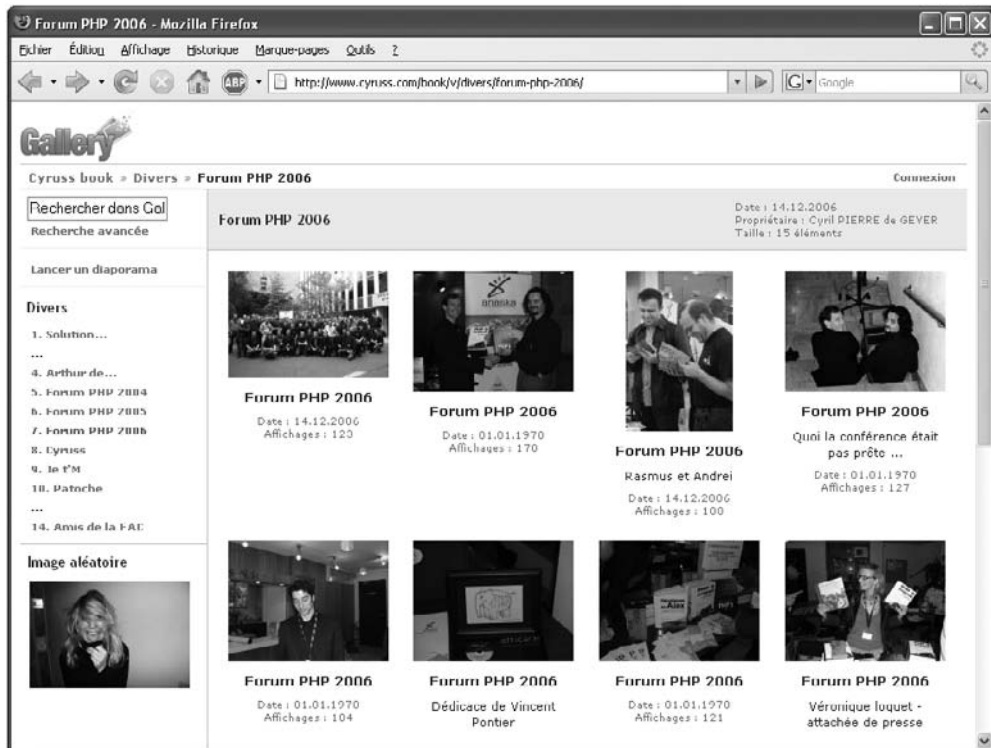 Forum PHP 2006 - Mozilla Firefox
Fichier Édition Affichage Historique Marque-pages Outils ?
ABP http://www.cyruss.com/book/v/divers/forum-php-2006/ G Google
Gallery
Cyruss book » Divers » Forum PHP 2006 Connexion
Rechercher dans Gal
Recherche avancée
Lancer un diaporama
Divers
1. Solution...
...
4. Arthur de...
5. Forum PHP 2004
6. Forum PHP 2005
7. Forum PHP 2006
8. Cyruss
9. Je t'M
10. Patoche
...
14. Amis de la FAC
Image aléatoire
Forum PHP 2006
Date : 14.12.2006
Propriétaire : Cyril PIERRE de GEYER
Taille : 15 éléments
Forum PHP 2006
Date : 14.12.2006
Affichages : 123
anaska
Forum PHP 2006
Date : 01.01.1970
Affichages : 170
Forum PHP 2006
Rasmus et Andrei
Date : 14.12.2006
Affichages : 100
Forum PHP 2006
Quoi la conférence était
pas prête ...
Date : 01.01.1970
Affichages : 127
Forum PHP 2006
Date : 01.01.1970
Affichages : 104
Forum PHP 2006
Dédicace de Vincent
Pontier
Forum PHP 2006
Date : 01.01.1970
Affichages : 121
Forum PHP 2006
Véronique loquet -
attachée de presse